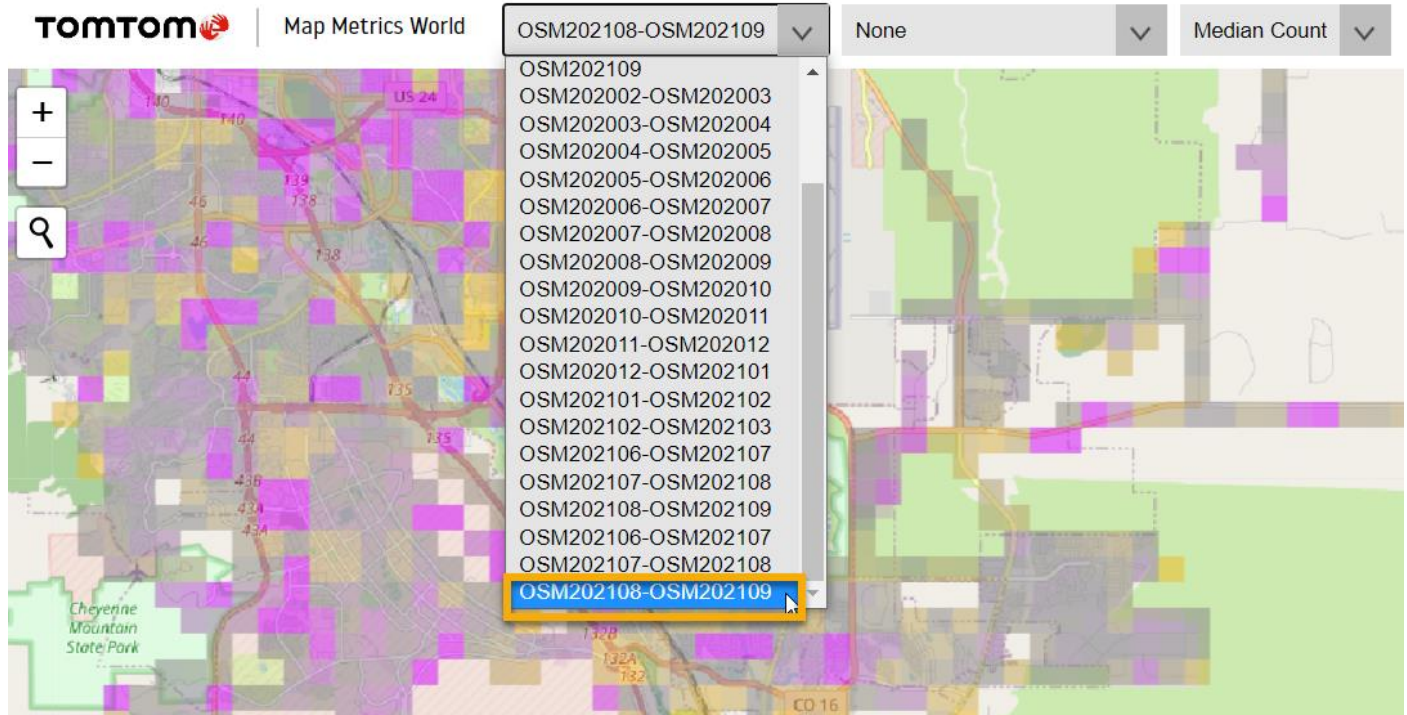 TOMTOM
Map Metrics World
OSM202108-OSM202109
None
Median Count
+
−
OSM202109
OSM202002-OSM202003
OSM202003-OSM202004
OSM202004-OSM202005
OSM202005-OSM202006
OSM202006-OSM202007
OSM202007-OSM202008
OSM202008-OSM202009
OSM202009-OSM202010
OSM202010-OSM202011
OSM202011-OSM202012
OSM202012-OSM202101
OSM202101-OSM202102
OSM202102-OSM202103
OSM202106-OSM202107
OSM202107-OSM202108
OSM202108-OSM202109
OSM202106-OSM202107
OSM202107-OSM202108
OSM202108-OSM202109
US 24
140
140
139
138
46
46
138
44
135
44
135
43B
43A
43A
Cheyenne
Mountain
State Park
132B
132A
132
CO 16